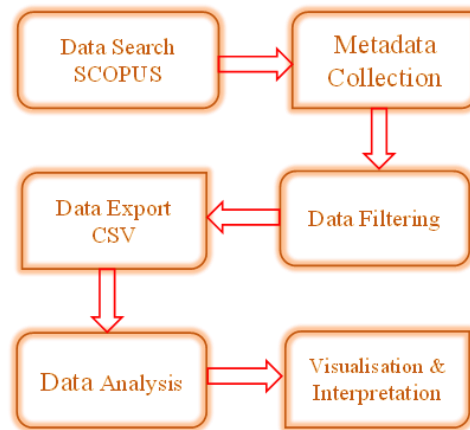 Data Search
SCOPUS
Metadata
Collection
Data Filtering
Data Export
CSV
Data Analysis
Visualisation &
Interpretation